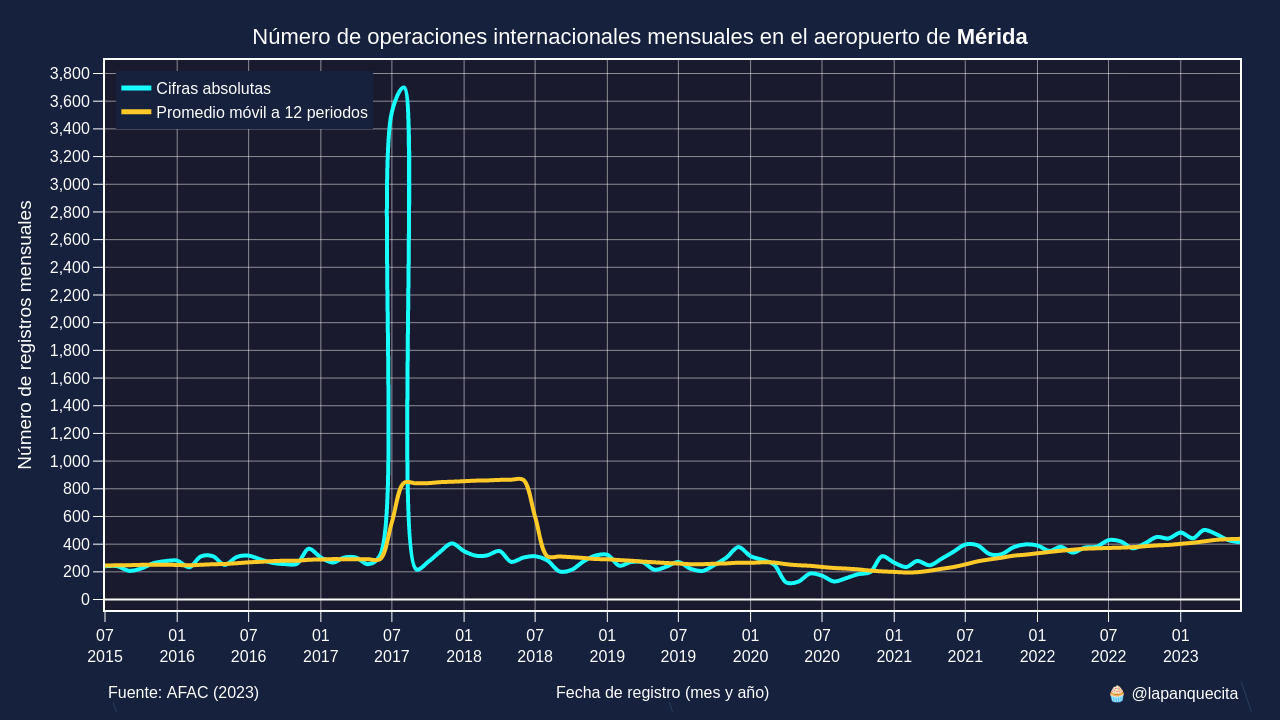 Número de operaciones internacionales mensuales en el aeropuerto de Mérida
Cifras absolutas
Promedio móvil a 12 periodos
Número de registros mensuales
3,800
3,600
3,400
3,200
3,000
2,800
2,600
2,400
2,200
2,000
1,800
1,600
1,400
1,200
1,000
800
600
400
200
0
07 01 07 01 07 01 07 01 07 01 07 01 07 01 07 01
2015 2016 2016 2017 2017 2018 2018 2019 2019 2020 2020 2021 2021 2022 2022 2023
Fuente: AFAC (2023)
Fecha de registro (mes y año)
🧁 @lapanquecita